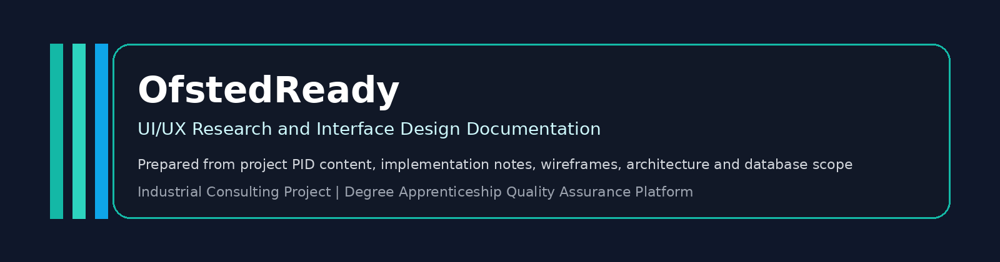 OfstedReady
UI/UX Research and Interface Design Documentation
Prepared from project PID content, implementation notes, wireframes, architecture and database scope
Industrial Consulting Project | Degree Apprenticeship Quality Assurance Platform